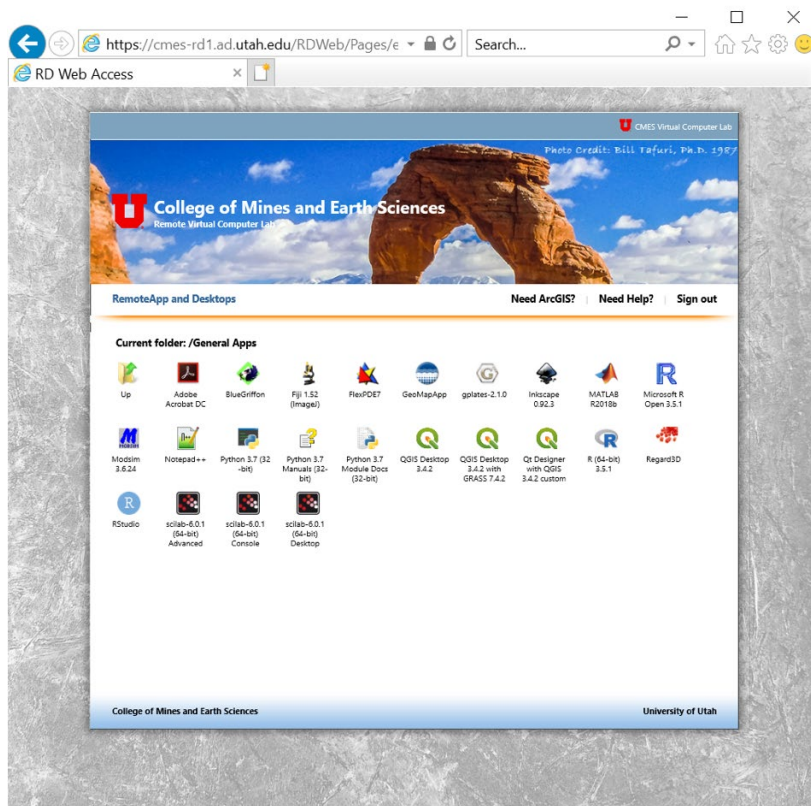 https://cmes-rd1.ad.utah.edu/RDWeb/Pages/e
Search...
RD Web Access
U CMES Virtual Computer Lab
Photo Credit: Bill Tafuri, Ph.D. 1987
U College of Mines and Earth Sciences
Remote Virtual Computer Lab
RemoteApp and Desktops
Need ArcGIS? Need Help? Sign out
Current folder: /General Apps
Up
Adobe
Acrobat DC
BlueGriffon
Fiji 1.52
(ImageJ)
FlexPDE7
GeoMapApp
gplates-2.1.0
Inkscape
0.92.3
MATLAB
R2018b
Microsoft R
Open 3.5.1
Modsim
3.6.24
Notepad++
Python 3.7 (32
-bit)
Python 3.7
Manuals (32-
bit)
Python 3.7
Module Docs
(32-bit)
QGIS Desktop
3.4.2
QGIS Desktop
3.4.2 with
GRASS 7.4.2
Qt Designer
with QGIS
3.4.2 custom
R (64-bit)
3.5.1
Regard3D
RStudio
scilab-6.0.1
(64-bit)
Advanced
scilab-6.0.1
(64-bit)
Console
scilab-6.0.1
(64-bit)
Desktop
College of Mines and Earth Sciences
University of Utah